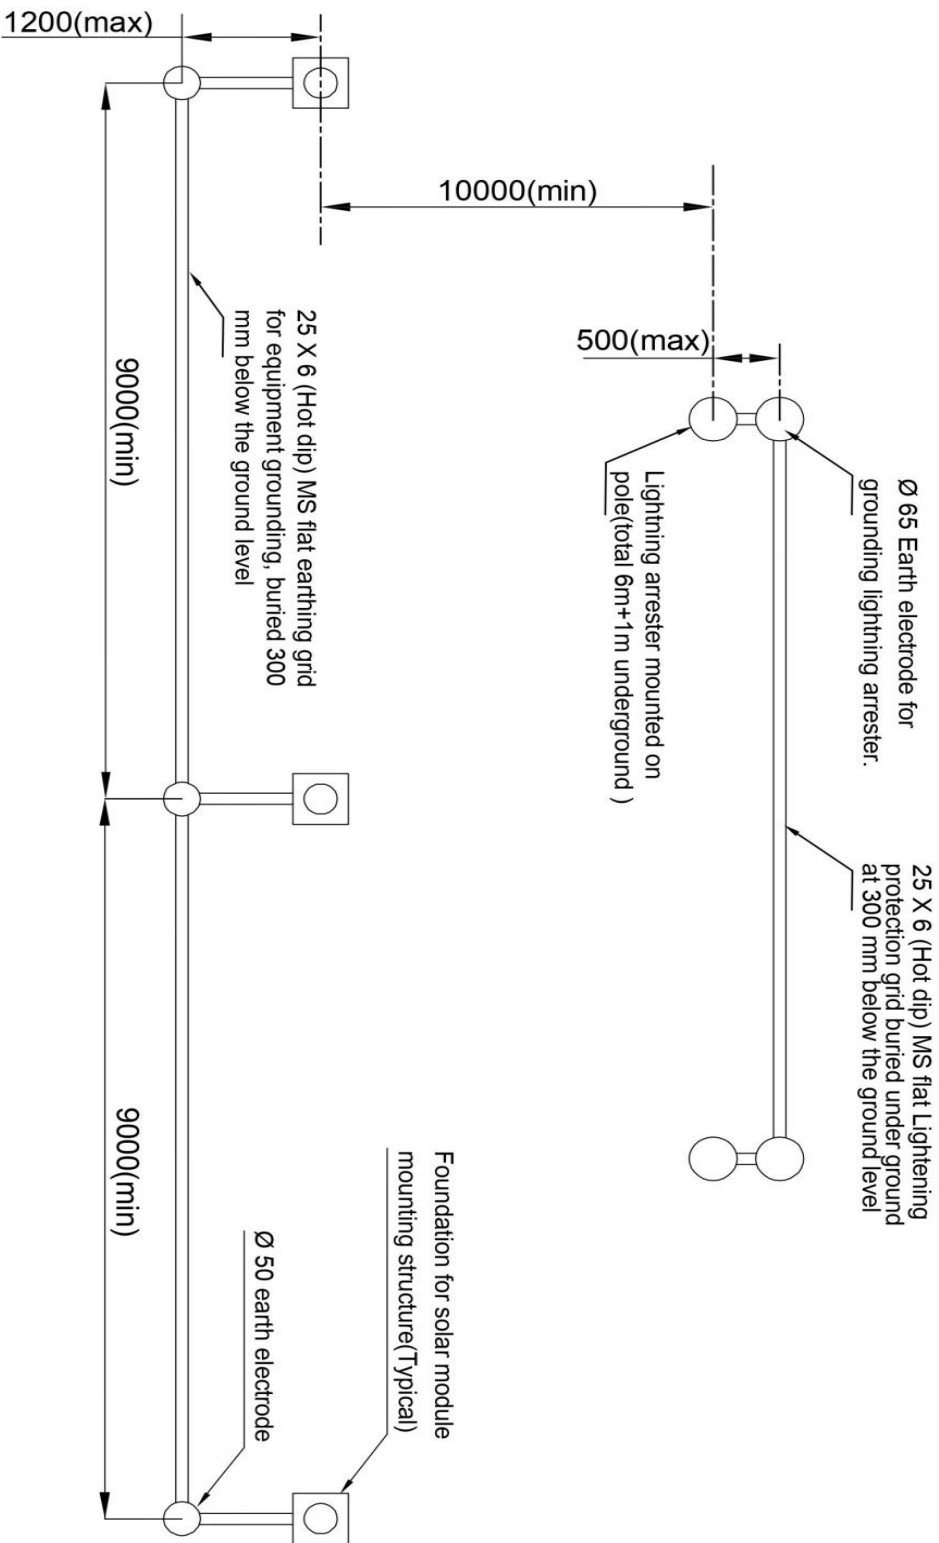 1200(max)
10000(min)
500(max)
Ø 65 Earth electrode for
grounding lightning arrester.
25 X 6 (Hot dip) MS flat Lightening
protection grid buried under ground
at 300 mm below the ground level
Lightning arrester mounted on
pole(total 6m+1m underground )
25 X 6 (Hot dip) MS flat earthing grid
for equipment grounding, buried 300
mm below the ground level
9000(min)
Foundation for solar module
mounting structure(Typical)
Ø 50 earth electrode
9000(min)